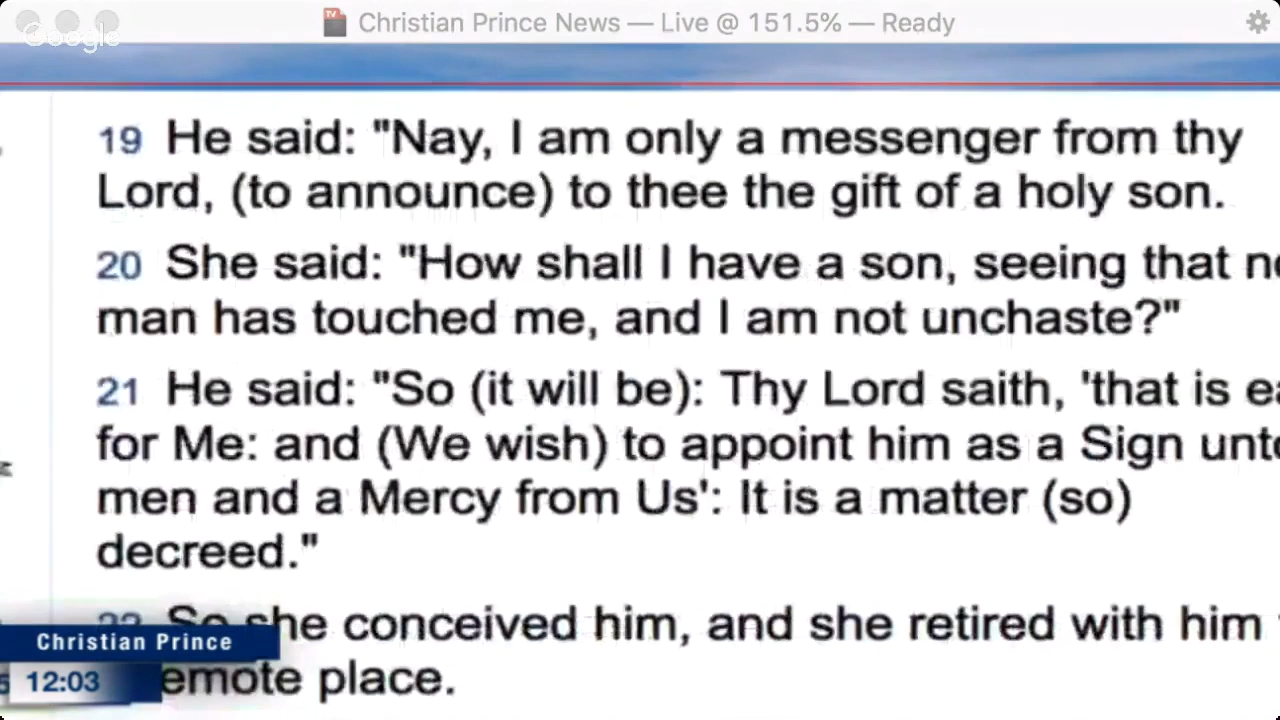 Christian Prince News — Live @ 151.5% — Ready
Google
19 He said: "Nay, I am only a messenger from thy
Lord, (to announce) to thee the gift of a holy son.
20 She said: "How shall I have a son, seeing that
man has touched me, and I am not unchaste?"
21 He said: "So (it will be): Thy Lord saith, 'that is
for Me: and (We wish) to appoint him as a Sign
men and a Mercy from Us': It is a matter (so)
decreed."
22 So she conceived him, and she retired with him
place.
Christian Prince
12:03